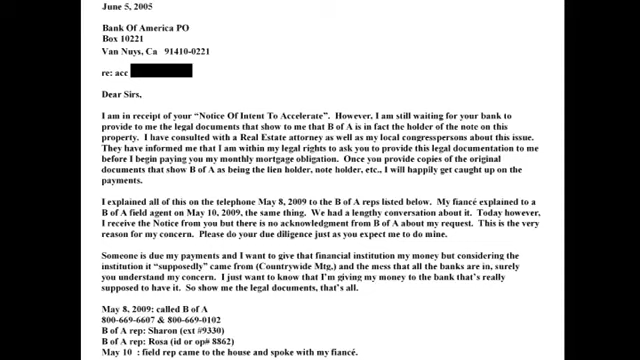 June 5, 2005
Bank Of America PO
Box 10221
Van Nuys, Ca 91410-0221
re: acc
Dear Sirs,
I am in receipt of your “Notice Of Intent To Accelerate”. However, I am still waiting for your bank to
provide to me the legal documents that show to me that B of A is in fact the holder of the note on this
property. I have consulted with a Real Estate attorney as well as my local congresspersons about this issue.
They have informed me that I am within my legal rights to ask you to provide this legal documentation to me
before I begin paying you my monthly mortgage obligation. Once you provide copies of the original
documents that show B of A as being the lien holder, note holder, etc., I will happily get caught up on the
payments.
I explained all of this on the telephone May 8, 2009 to the B of A reps listed below. My fiancé explained to a
B of A field agent on May 10, 2009, the same thing. We had a lengthy conversation about it. Today however,
I receive the Notice from you but there is no acknowledgment from B of A about my request. This is the very
reason for my concern. Please do your due diligence just as you expect me to do mine.
Someone is due my payments and I want to give that financial institution my money but considering the
institution it “supposedly” came from (Countrywide Mtg,) and the mess that all the banks are in, surely
you understand my concern. I just want to know that I'm giving my money to the bank that's really
supposed to have it. So show me the legal documents, that's all.
May 8, 2009: called B of A
800-669-6607 & 800-669-0102
B of A rep: Sharon (ext #9330)
B of A rep: Rosa (id or op# 8862)
May 10 : field rep came to the house and spoke with my fiancé.